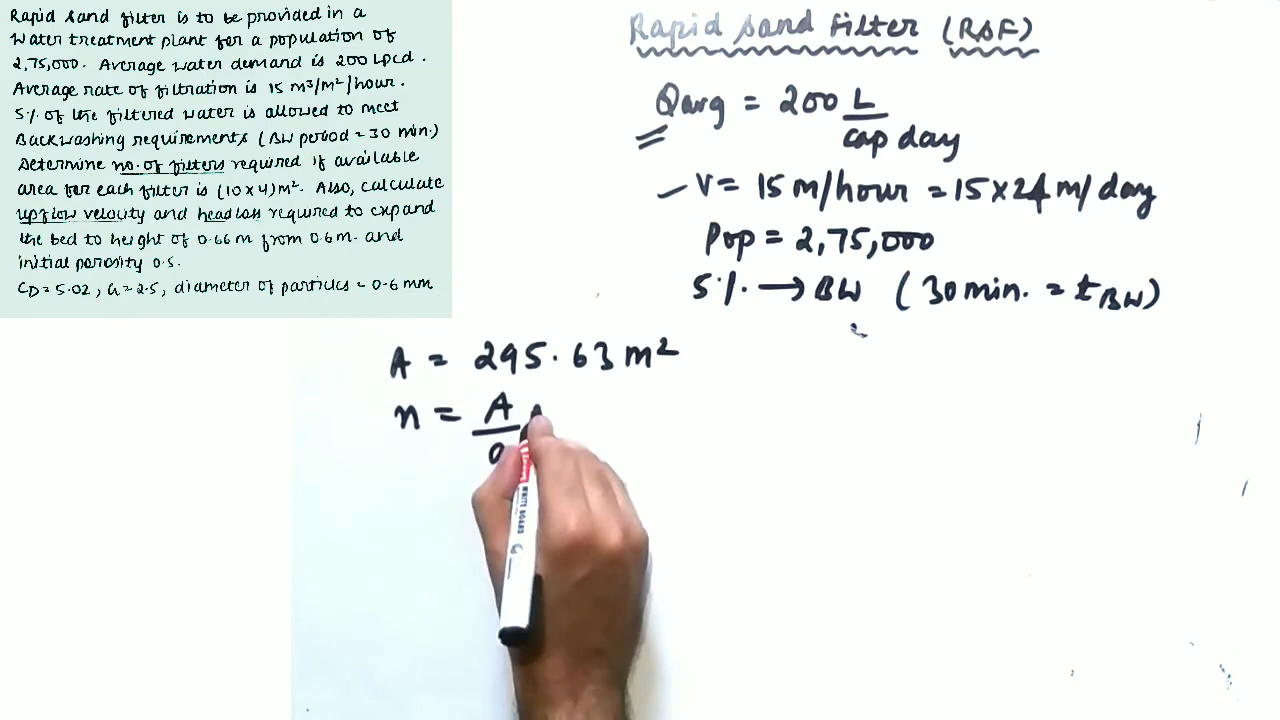 Rapid sand filter is to be provided in a
water treatment plant for a population of
2,75,000. Average water demand is 200 Lpcd.
Average rate of filtration is 15 m³/m²/hour.
5% of the filtered water is allowed to meet
Backwashing requirements (BW period = 30 min.)
Determine no. of filters required if available
area for each filter is (10 x 4) m². Also, calculate
upflow velocity and headloss required to expand
the bed to height of 0.66 m from 0.6 m. and
initial porosity 0.5.
CD = 5.02, G = 2.5, diameter of particles = 0.6 mm
Rapid sand filter (RSF)
Qavg = 200 L/cap day
V = 15 m/hour = 15 x 24 m/day
Pop = 2,75,000
5% → BW ( 30 min. = tBW)
A = 295.63 m²
n = A